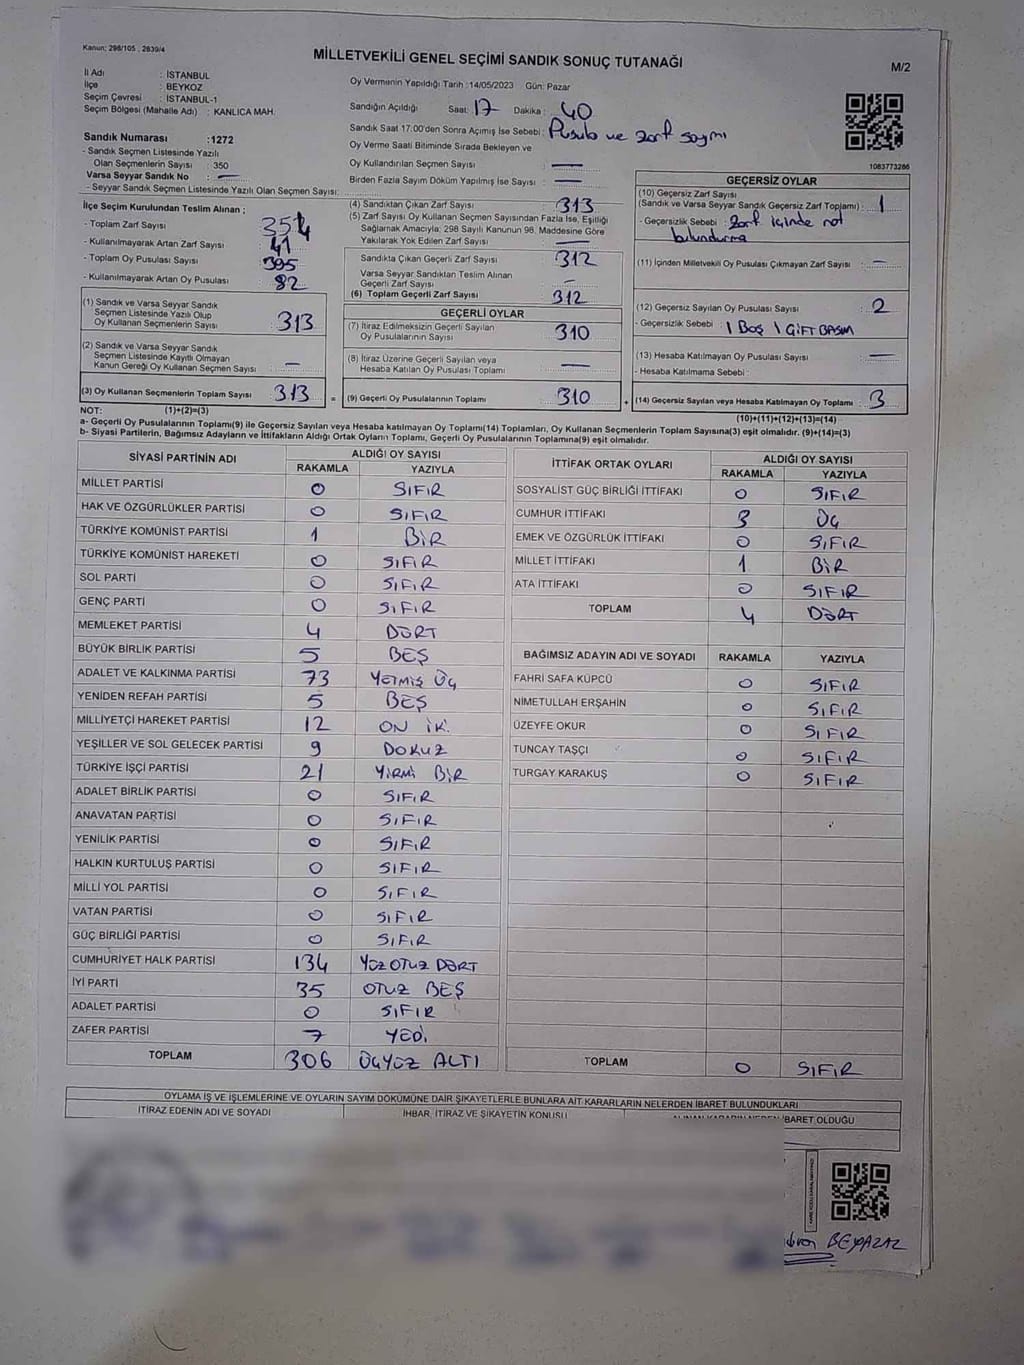 Kanun: 298/105 , 2839/4
MİLLETVEKİLİ GENEL SEÇİMİ SANDIK SONUÇ TUTANAĞI
M/2
İl Adı : İSTANBUL
İlçe : BEYKOZ
Seçim Çevresi : İSTANBUL-1
Seçim Bölgesi (Mahalle Adı) : KANLICA MAH.
Sandık Numarası :1272
- Sandık Seçmen Listesinde Yazılı
Olan Seçmenlerin Sayısı : 350
Varsa Seyyar Sandık No : —
- Seyyar Sandık Seçmen Listesinde Yazılı Olan Seçmen Sayısı:
Oy Vermenin Yapıldığı Tarih :14/05/2023 Gün: Pazar
Sandığın Açıldığı Saat: 17 Dakika : 40
Sandık Saat 17:00'den Sonra Açımış İse Sebebi : Pusula ve zarf sayımı
Oy Verme Saati Bitiminde Sırada Bekleyen ve
Oy Kullandırılan Seçmen Sayısı : —
Birden Fazla Sayım Döküm Yapılmış İse Sayısı : —
1083773286
İlçe Seçim Kurulundan Teslim Alınan ;
- Toplam Zarf Sayısı 354
- Kullanılmayarak Artan Zarf Sayısı 41
- Toplam Oy Pusulası Sayısı 395
- Kullanılmayarak Artan Oy Pusulası 82
(1) Sandık ve Varsa Seyyar Sandık
Seçmen Listesinde Yazılı Olup
Oy Kullanan Seçmenlerin Sayısı 313
(2) Sandık ve Varsa Seyyar Sandık
Seçmen Listesinde Kayıtlı Olmayan
Kanun Gereği Oy Kullanan Seçmen Sayısı —
(3) Oy Kullanan Seçmenlerin Toplam Sayısı 313 =
(4) Sandıktan Çıkan Zarf Sayısı 313
(5) Zarf Sayısı Oy Kullanan Seçmen Sayısından Fazla İse, Eşitliği
Sağlamak Amacıyla; 298 Sayılı Kanunun 98. Maddesine Göre
Yakılarak Yok Edilen Zarf Sayısı —
Sandıkta Çıkan Geçerli Zarf Sayısı 312
Varsa Seyyar Sandıktan Teslim Alınan
Geçerli Zarf Sayısı —
(6) Toplam Geçerli Zarf Sayısı 312
GEÇERLİ OYLAR
(7) İtiraz Edilmeksizin Geçerli Sayılan
Oy Pusulalarının Sayısı 310
(8) İtiraz Üzerine Geçerli Sayılan veya
Hesaba Katılan Oy Pusulası Toplamı —
(9) Geçerli Oy Pusulalarının Toplamı 310 +
GEÇERSİZ OYLAR
(10) Geçersiz Zarf Sayısı
(Sandık ve Varsa Seyyar Sandık Geçersiz Zarf Toplamı) : 1
- Geçersizlik Sebebi : Zarf içinde not
bulundurma
(11) İçinden Milletvekili Oy Pusulası Çıkmayan Zarf Sayısı : —
(12) Geçersiz Sayılan Oy Pusulası Sayısı : 2
- Geçersizlik Sebebi : 1 BOŞ 1 GİFT BASIM
(13) Hesaba Katılmayan Oy Pusulası Sayısı : —
- Hesaba Katılmama Sebebi :
(14) Geçersiz Sayılan veya Hesaba Katılmayan Oy Toplamı : 3
NOT: (1)+(2)=(3) (10)+(11)+(12)+(13)=(14)
a- Geçerli Oy Pusulalarının Toplamı(9) ile Geçersiz Sayılan veya Hesaba katılmayan Oy Toplamı(14) Toplamları, Oy Kullanan Seçmenlerin Toplam Sayısına(3) eşit olmalıdır. (9)+(14)=(3)
b- Siyasi Partilerin, Bağımsız Adayların ve İttifakların Aldığı Ortak Oyların Toplamı, Geçerli Oy Pusulalarının Toplamına(9) eşit olmalıdır.
SİYASİ PARTİNİN ADI ALDIĞI OY SAYISI
RAKAMLA YAZIYLA
MİLLET PARTİSİ 0 SIFIR
HAK VE ÖZGÜRLÜKLER PARTİSİ 0 SIFIR
TÜRKİYE KOMÜNİST PARTİSİ 1 BİR
TÜRKİYE KOMÜNİST HAREKETİ 0 SIFIR
SOL PARTİ 0 SIFIR
GENÇ PARTİ 0 SIFIR
MEMLEKET PARTİSİ 4 DÖRT
BÜYÜK BİRLİK PARTİSİ 5 BEŞ
ADALET VE KALKINMA PARTİSİ 73 YETMİŞ ÜÇ
YENİDEN REFAH PARTİSİ 5 BEŞ
MİLLİYETÇİ HAREKET PARTİSİ 12 ON İKİ
YEŞİLLER VE SOL GELECEK PARTİSİ 9 DOKUZ
TÜRKİYE İŞÇİ PARTİSİ 21 YİRMİ BİR
ADALET BİRLİK PARTİSİ 0 SIFIR
ANAVATAN PARTİSİ 0 SIFIR
YENİLİK PARTİSİ 0 SIFIR
HALKIN KURTULUŞ PARTİSİ 0 SIFIR
MİLLİ YOL PARTİSİ 0 SIFIR
VATAN PARTİSİ 0 SIFIR
GÜÇ BİRLİĞİ PARTİSİ 0 SIFIR
CUMHURİYET HALK PARTİSİ 134 YÜZ OTUZ DÖRT
İYİ PARTİ 35 OTUZ BEŞ
ADALET PARTİSİ 0 SIFIR
ZAFER PARTİSİ 7 YEDİ
TOPLAM 306 ÜÇYÜZ ALTI
İTTİFAK ORTAK OYLARI ALDIĞI OY SAYISI
RAKAMLA YAZIYLA
SOSYALİST GÜÇ BİRLİĞİ İTTİFAKI 0 SIFIR
CUMHUR İTTİFAKI 3 ÜÇ
EMEK VE ÖZGÜRLÜK İTTİFAKI 0 SIFIR
MİLLET İTTİFAKI 1 BİR
ATA İTTİFAKI 0 SIFIR
TOPLAM 4 DÖRT
BAĞIMSIZ ADAYIN ADI VE SOYADI RAKAMLA YAZIYLA
FAHRİ SAFA KÜPCÜ 0 SIFIR
NİMETULLAH ERŞAHİN 0 SIFIR
ÜZEYFE OKUR 0 SIFIR
TUNCAY TAŞÇI 0 SIFIR
TURGAY KARAKUŞ 0 SIFIR
TOPLAM 0 SIFIR
OYLAMA İŞ VE İŞLEMLERİNE VE OYLARIN SAYIM DÖKÜMÜNE DAİR ŞİKAYETLERLE BUNLARA AİT KARARLARIN NELERDEN İBARET BULUNDUKLARI
İTİRAZ EDENİN ADI VE SOYADI İHBAR, İTİRAZ VE ŞİKAYETİN KONUSU ALINAN KARARIN NEDEN İBARET OLDUĞU
BEYAZAZ